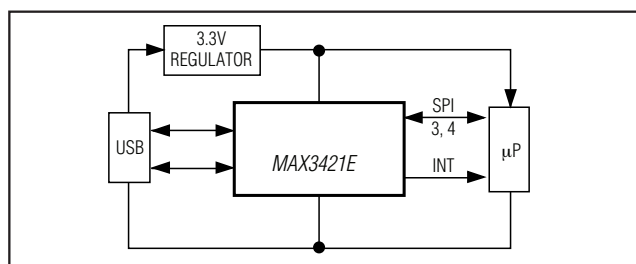 3.3V
REGULATOR
SPI
3, 4
USB
MAX3421E
μP
INT